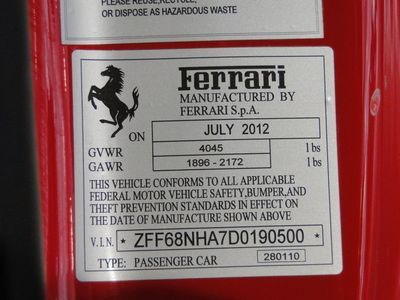 PLEASE REUSE, RECYCLE,
OR DISPOSE AS HAZARDOUS WASTE
Ferrari
MANUFACTURED BY
FERRARI S.p.A.
ON JULY 2012
GVWR 4045 lbs
GAWR 1896 - 2172 lbs
THIS VEHICLE CONFORMS TO ALL APPLICABLE
FEDERAL MOTOR VEHICLE SAFETY,BUMPER,AND
THEFT PREVENTION STANDARDS IN EFFECT ON
THE DATE OF MANUFACTURE SHOWN ABOVE
V.I.N. * ZFF68NHA7D0190500 *
TYPE: PASSENGER CAR 280110